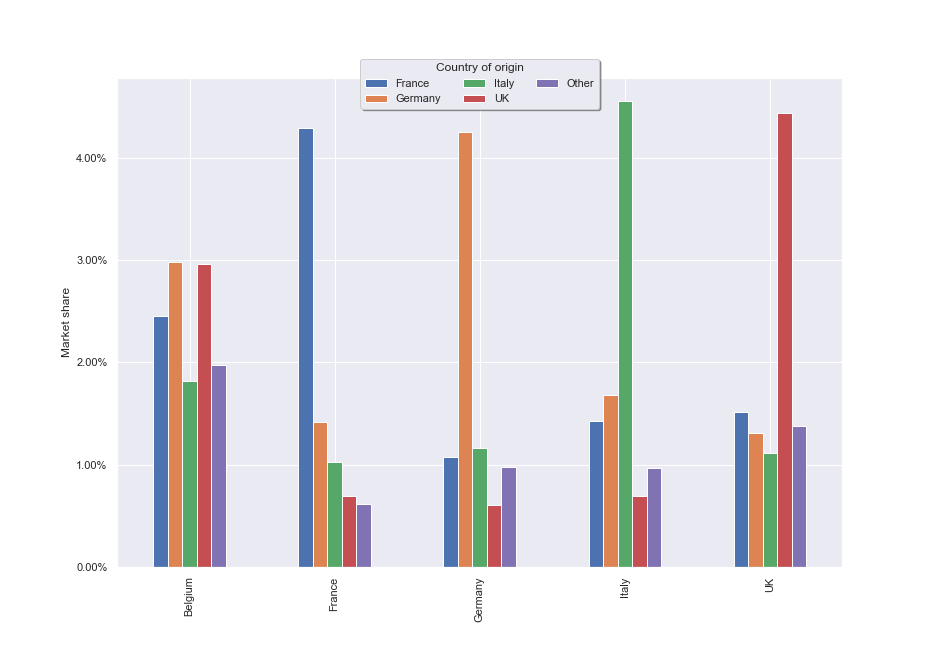 Country of origin
France Italy Other
Germany UK
4.00%
3.00%
2.00%
1.00%
0.00%
Market share
Belgium
France
Germany
Italy
UK